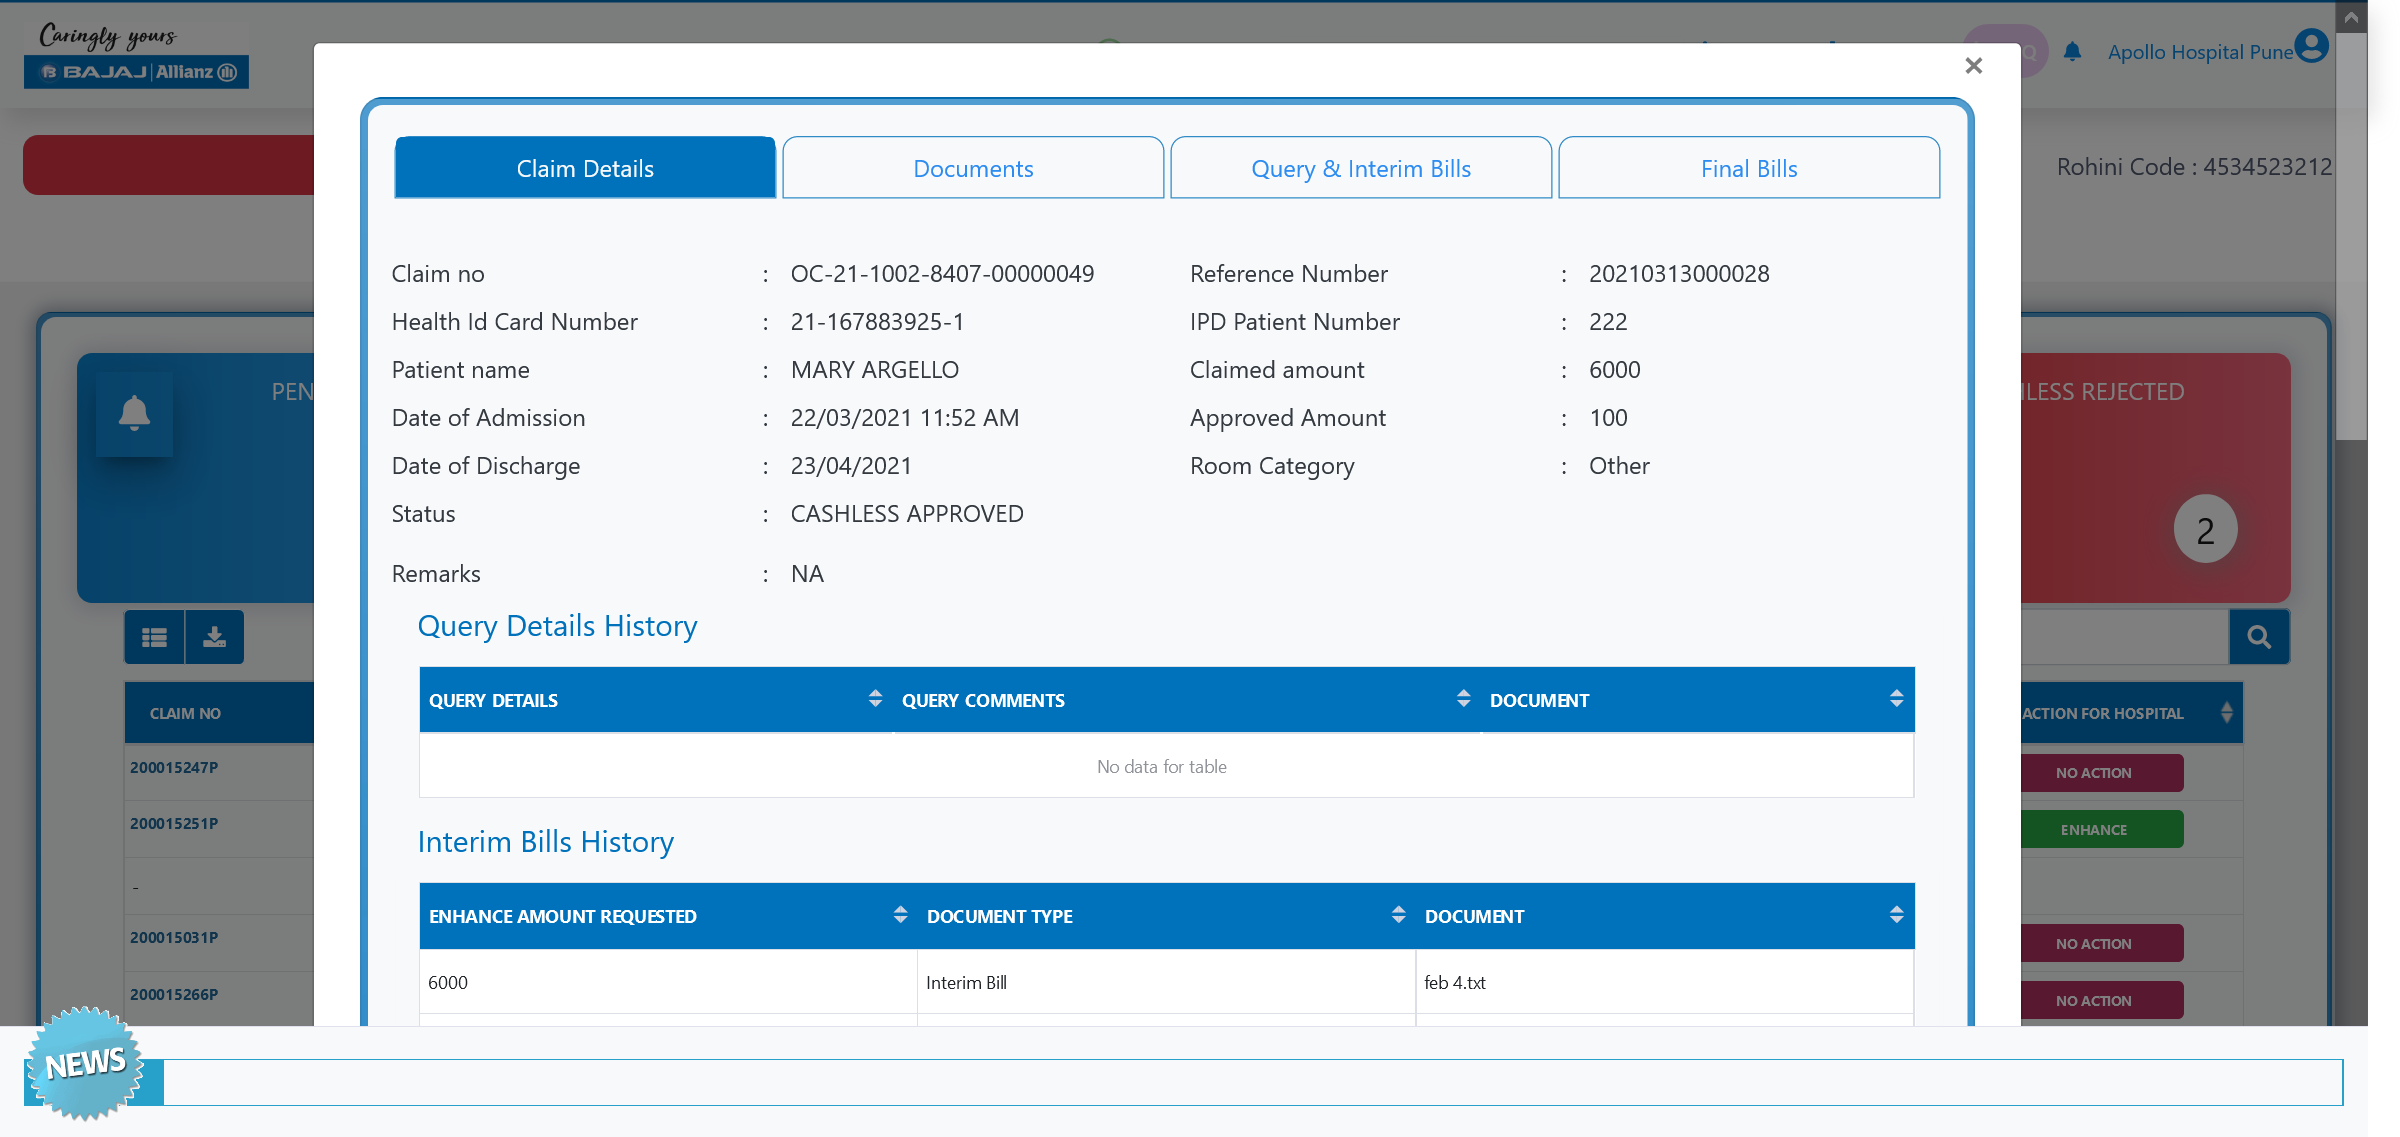 Caringly yours
BAJAJ | Allianz
Apollo Hospital Pune
Rohini Code : 4534523212
Claim Details
Documents
Query & Interim Bills
Final Bills
Claim no : OC-21-1002-8407-00000049
Reference Number : 20210313000028
Health Id Card Number : 21-167883925-1
IPD Patient Number : 222
Patient name : MARY ARGELLO
Claimed amount : 6000
Date of Admission : 22/03/2021 11:52 AM
Approved Amount : 100
Date of Discharge : 23/04/2021
Room Category : Other
Status : CASHLESS APPROVED
Remarks : NA
PEN
HLESS REJECTED
2
Query Details History
QUERY DETAILS QUERY COMMENTS DOCUMENT
No data for table
Interim Bills History
ENHANCE AMOUNT REQUESTED DOCUMENT TYPE DOCUMENT
6000 Interim Bill feb 4.txt
CLAIM NO
200015247P
200015251P
-
200015031P
200015266P
ACTION FOR HOSPITAL
NO ACTION
ENHANCE
NO ACTION
NO ACTION
NEWS